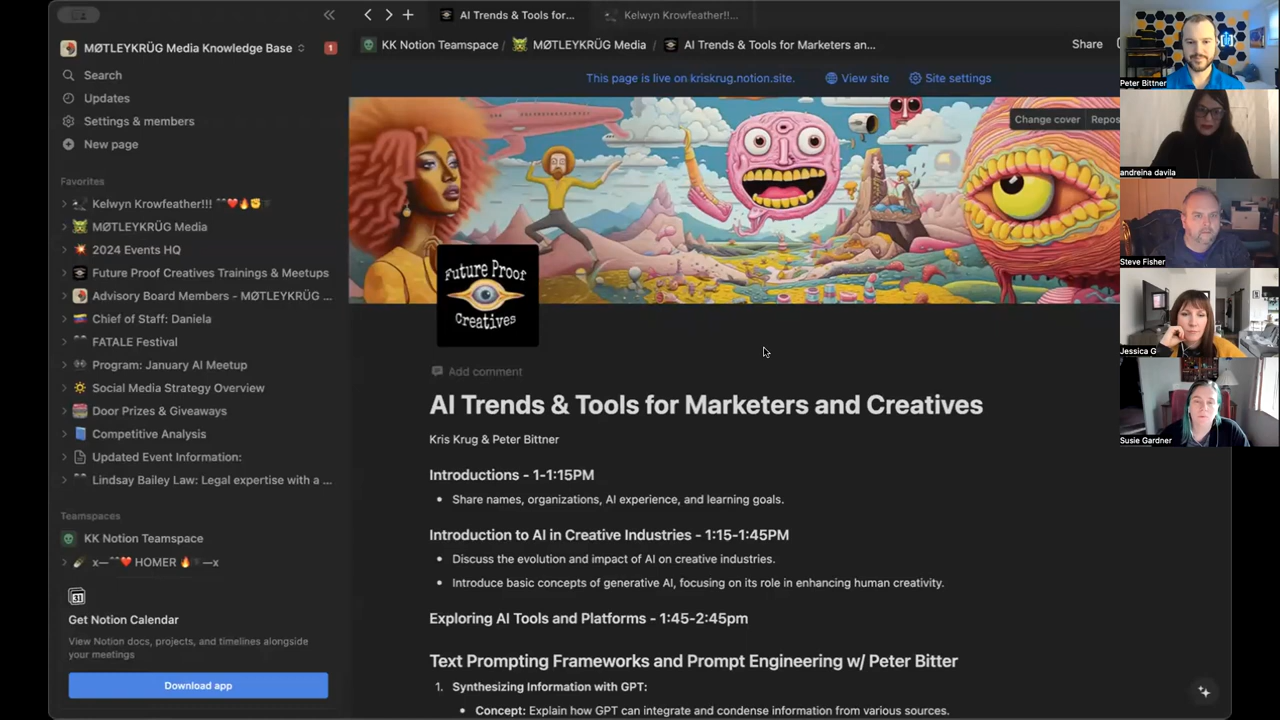 AI Trends & Tools for...
Kelwyn Krowfeather!!...
MØTLEYKRÜG Media Knowledge Base
1
KK Notion Teamspace / MØTLEYKRÜG Media / AI Trends & Tools for Marketers an...
Share
Search
Updates
Settings & members
New page
This page is live on kriskrug.notion.site.
View site
Site settings
Change cover
Repos
Favorites
Kelwyn Krowfeather!!!
MØTLEYKRÜG Media
2024 Events HQ
Future Proof Creatives Trainings & Meetups
Advisory Board Members - MØTLEYKRÜG ...
Chief of Staff: Daniela
FATALE Festival
Program: January AI Meetup
Social Media Strategy Overview
Door Prizes & Giveaways
Competitive Analysis
Updated Event Information:
Lindsay Bailey Law: Legal expertise with a ...
Teamspaces
KK Notion Teamspace
x—HOMER—x
31
Get Notion Calendar
View Notion docs, projects, and timelines alongside
your meetings
Download app
Future Proof
Creatives
Add comment
AI Trends & Tools for Marketers and Creatives
Kris Krug & Peter Bittner
Introductions - 1-1:15PM
• Share names, organizations, AI experience, and learning goals.
Introduction to AI in Creative Industries - 1:15-1:45PM
• Discuss the evolution and impact of AI on creative industries.
• Introduce basic concepts of generative AI, focusing on its role in enhancing human creativity.
Exploring AI Tools and Platforms - 1:45-2:45pm
Text Prompting Frameworks and Prompt Engineering w/ Peter Bitter
1. Synthesizing Information with GPT:
• Concept: Explain how GPT can integrate and condense information from various sources.
Peter Bittner
andreina davila
Steve Fisher
Jessica G
Susie Gardner